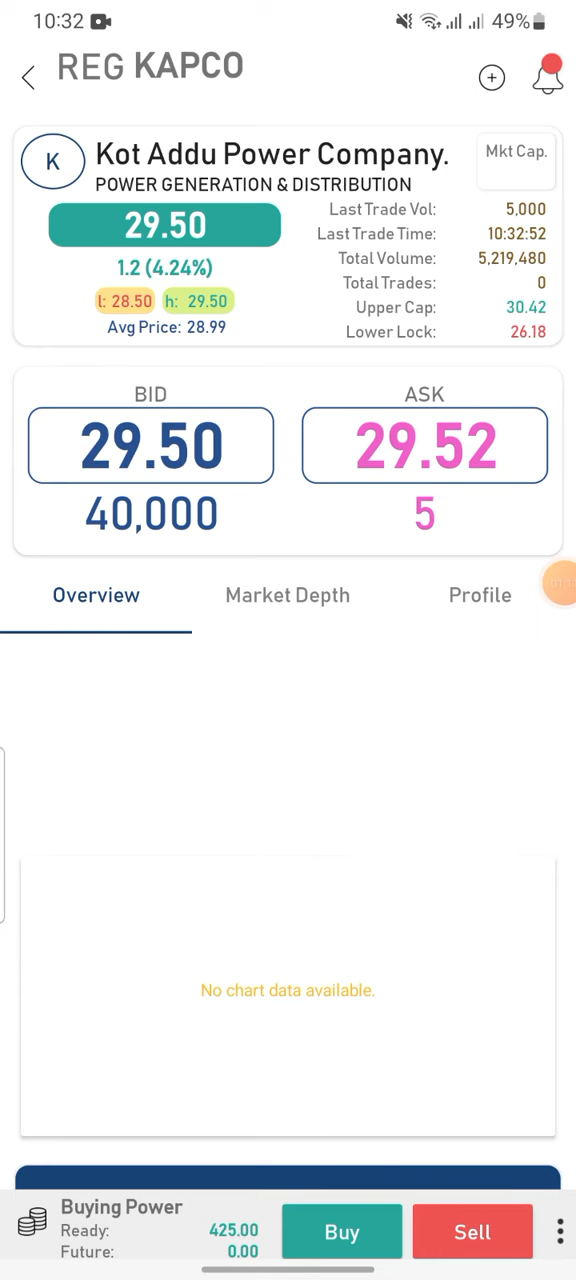 10:32 49%
REG KAPCO
K
Kot Addu Power Company.
POWER GENERATION & DISTRIBUTION
Mkt Cap.
29.50
1.2 (4.24%)
l: 28.50 h: 29.50
Avg Price: 28.99
Last Trade Vol: 5,000
Last Trade Time: 10:32:52
Total Volume: 5,219,480
Total Trades: 0
Upper Cap: 30.42
Lower Lock: 26.18
BID ASK
29.50 29.52
40,000 5
Overview Market Depth Profile
No chart data available.
Buying Power
Ready: 425.00
Future: 0.00
Buy Sell